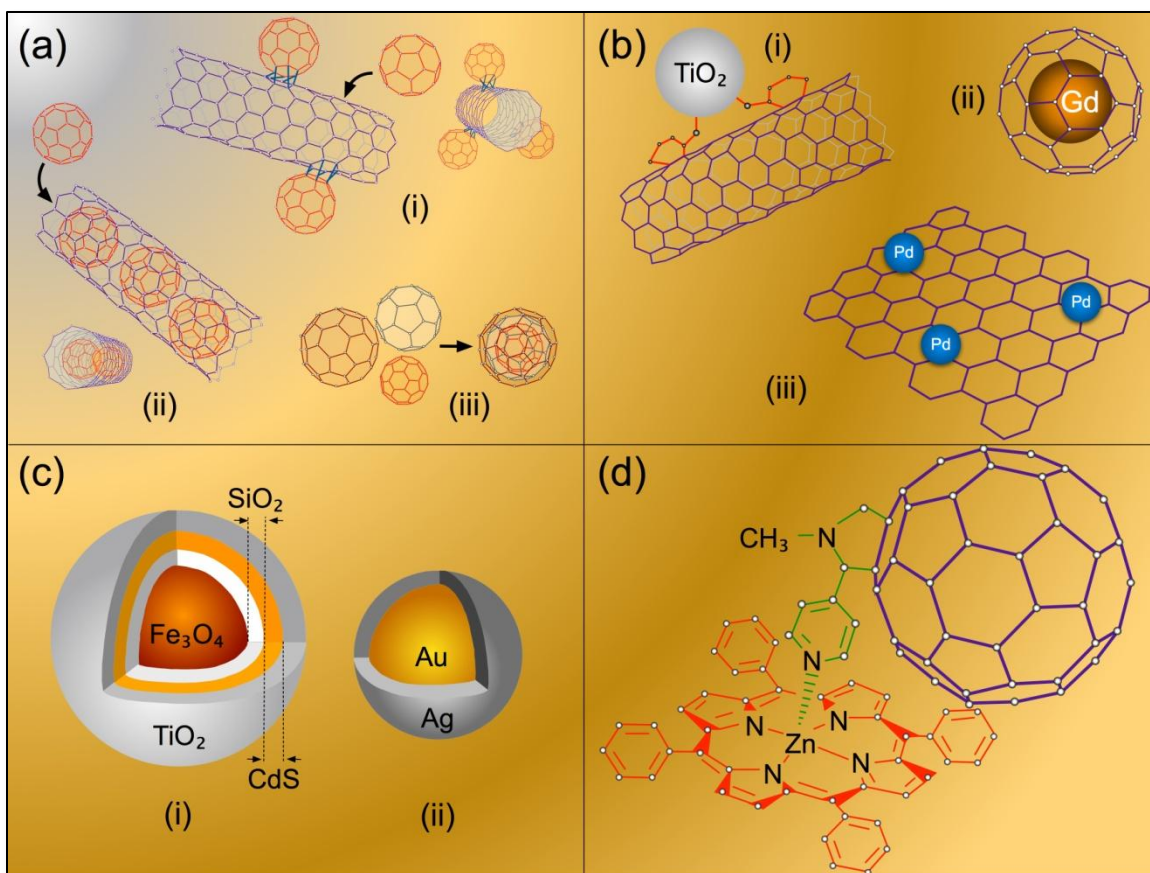 (a)
(i)
(ii)
(iii)
(b)
(i)
TiO₂
(ii)
Gd
Pd
Pd
Pd
(iii)
(c)
SiO₂
Fe₃O₄
TiO₂
CdS
(i)
Au
Ag
(ii)
(d)
CH₃
N
N
N
N
Zn
N
N